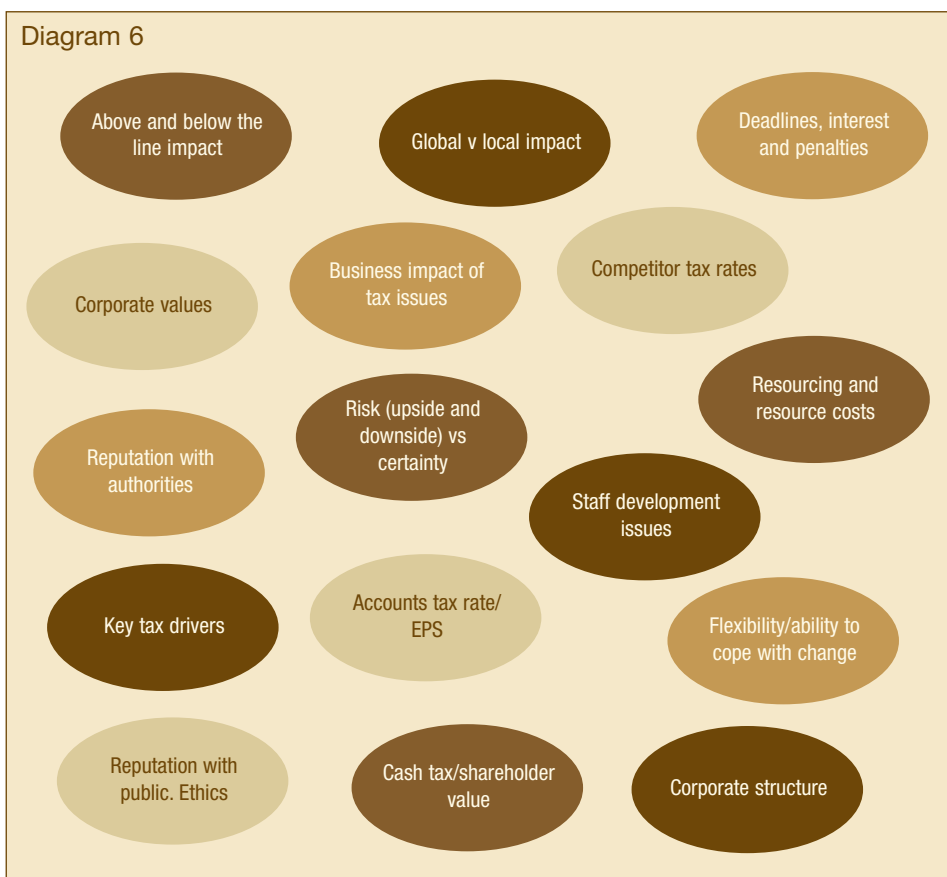 Diagram 6
Above and below the
line impact
Global v local impact
Deadlines, interest
and penalties
Corporate values
Business impact of
tax issues
Competitor tax rates
Reputation with
authorities
Risk (upside and
downside) vs
certainty
Resourcing and
resource costs
Staff development
issues
Key tax drivers
Accounts tax rate/
EPS
Flexibility/ability to
cope with change
Reputation with
public. Ethics
Cash tax/shareholder
value
Corporate structure